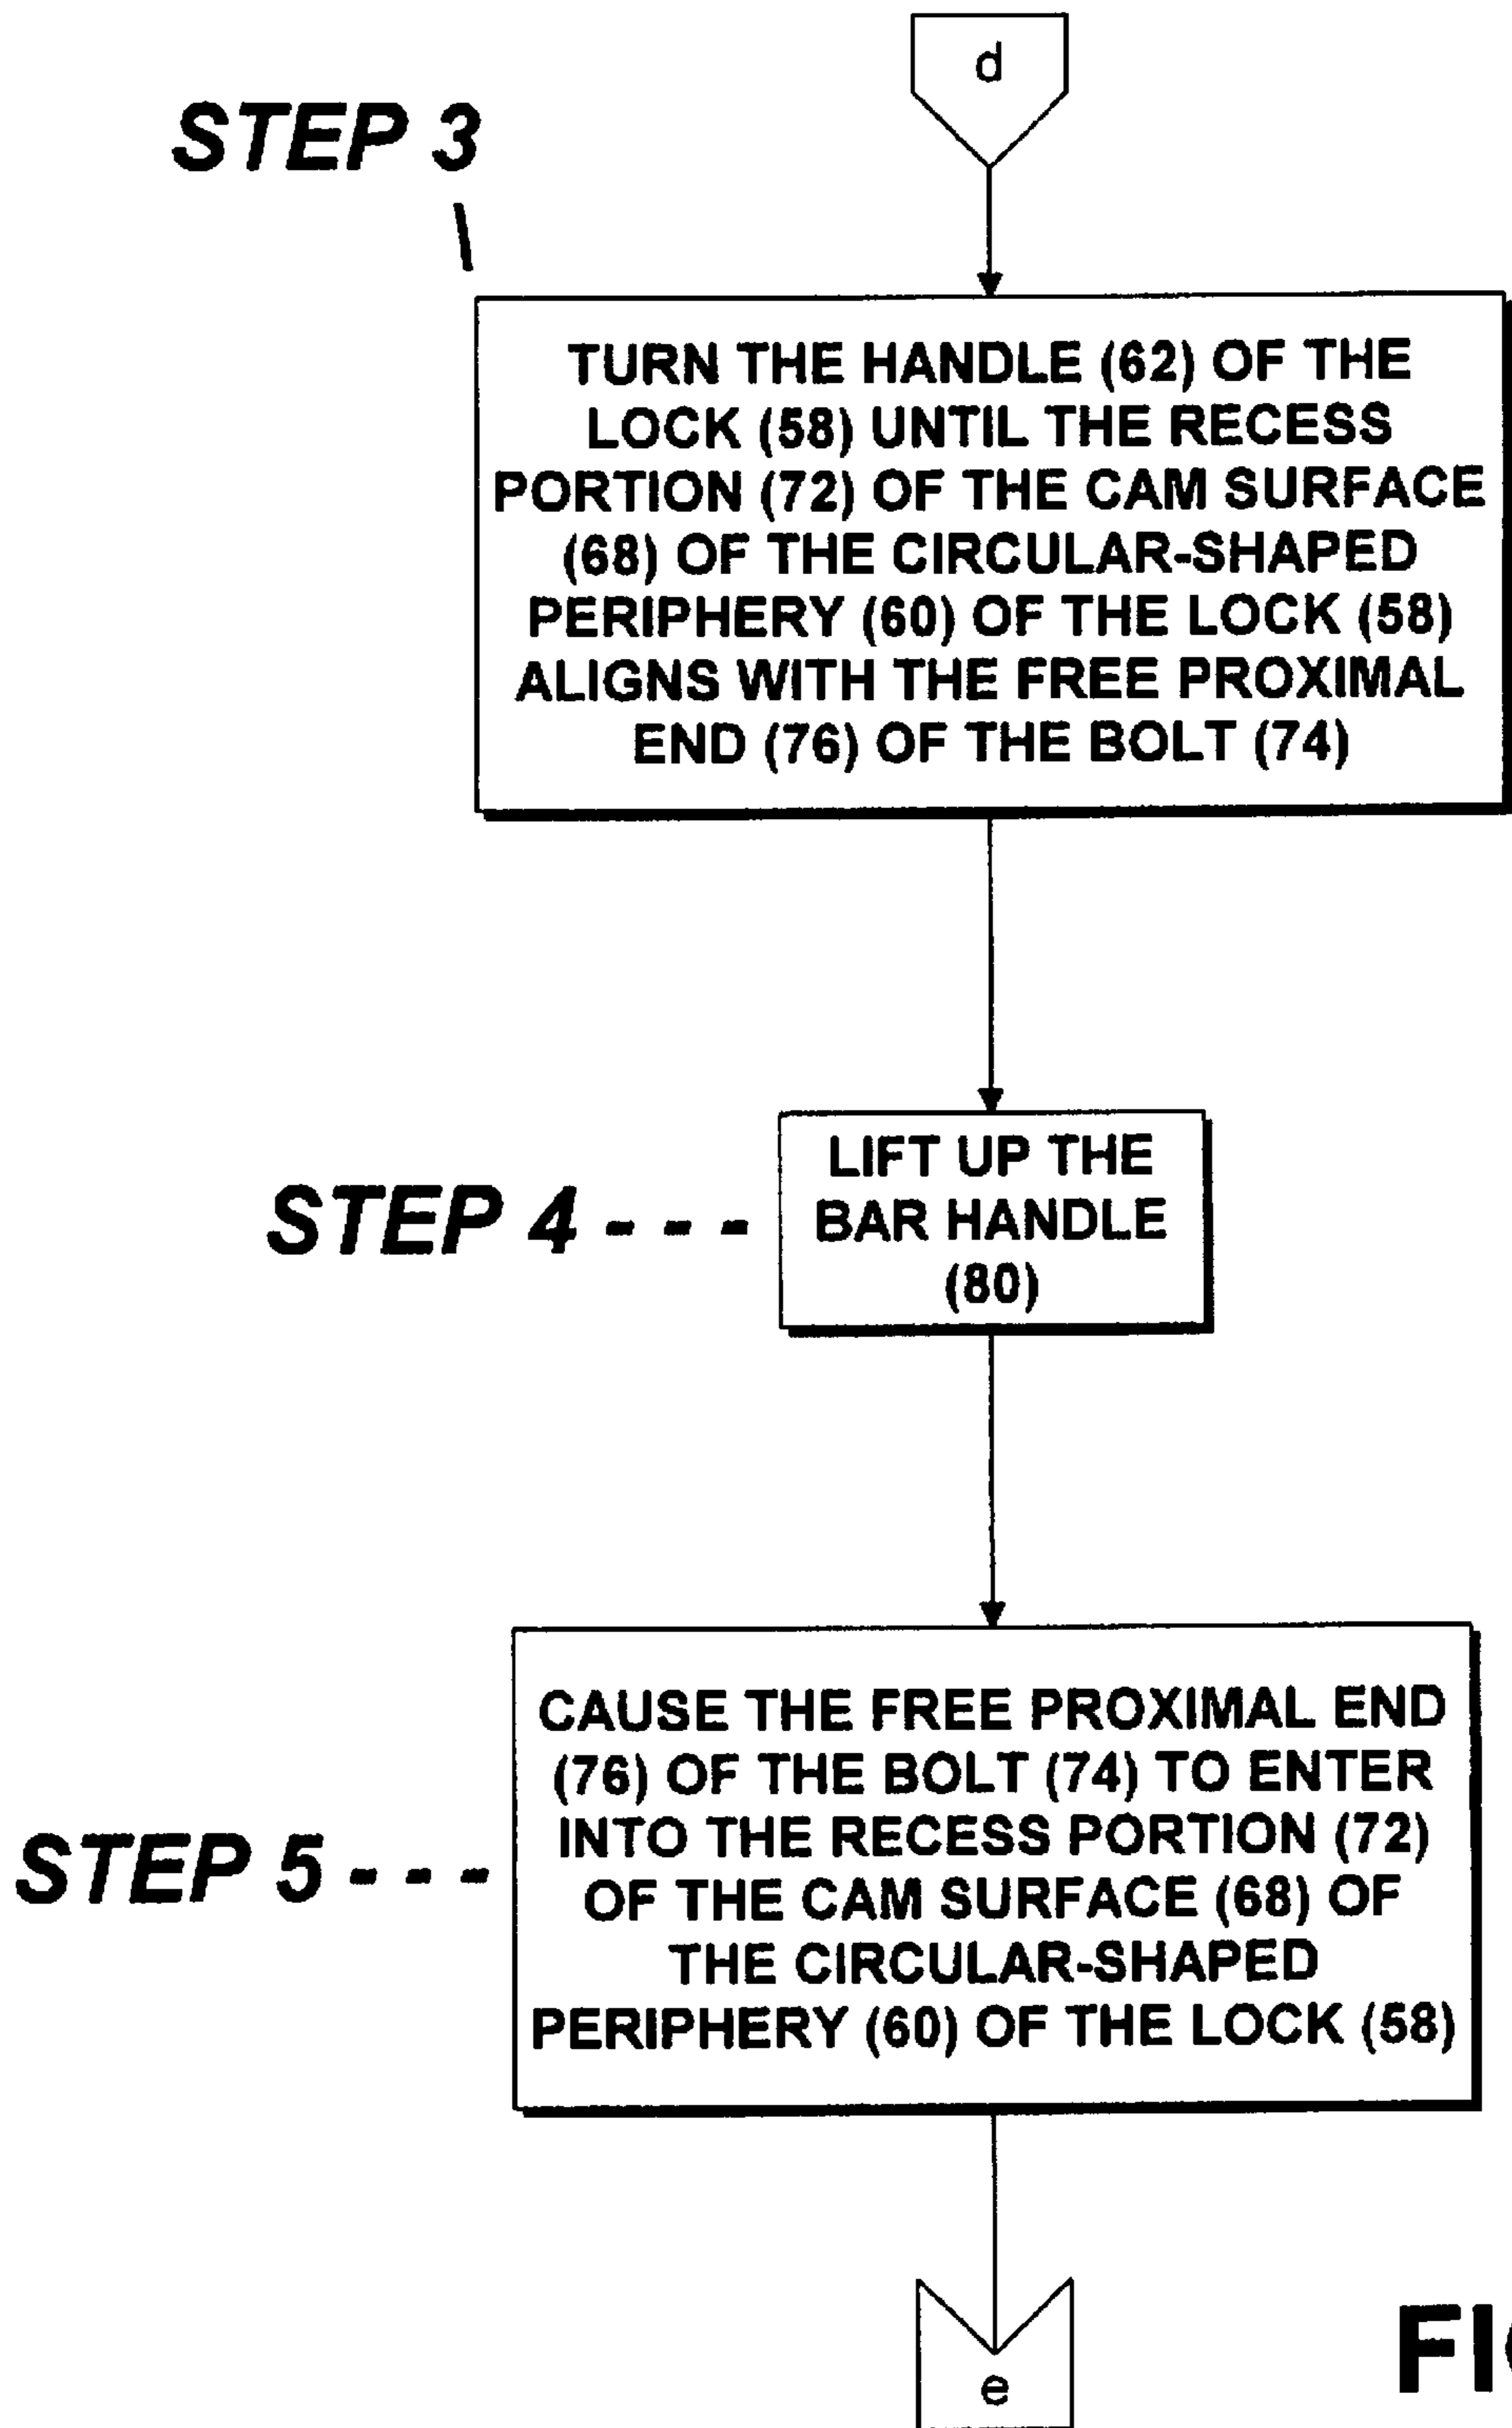 d
STEP 3
TURN THE HANDLE (62) OF THE
LOCK (58) UNTIL THE RECESS
PORTION (72) OF THE CAM SURFACE
(68) OF THE CIRCULAR-SHAPED
PERIPHERY (60) OF THE LOCK (58)
ALIGNS WITH THE FREE PROXIMAL
END (76) OF THE BOLT (74)
STEP 4 - - -
LIFT UP THE
BAR HANDLE
(80)
STEP 5 - - -
CAUSE THE FREE PROXIMAL END
(76) OF THE BOLT (74) TO ENTER
INTO THE RECESS PORTION (72)
OF THE CAM SURFACE (68) OF
THE CIRCULAR-SHAPED
PERIPHERY (60) OF THE LOCK (58)
e